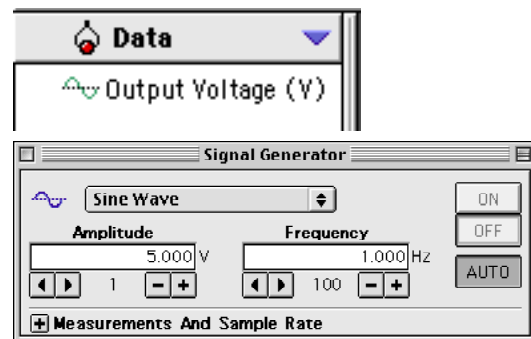 Data
Output Voltage (V)
Signal Generator
Sine Wave
ON
OFF
AUTO
Amplitude Frequency
5.000 V 1.000 Hz
1 - + 100 - +
+ Measurements And Sample Rate